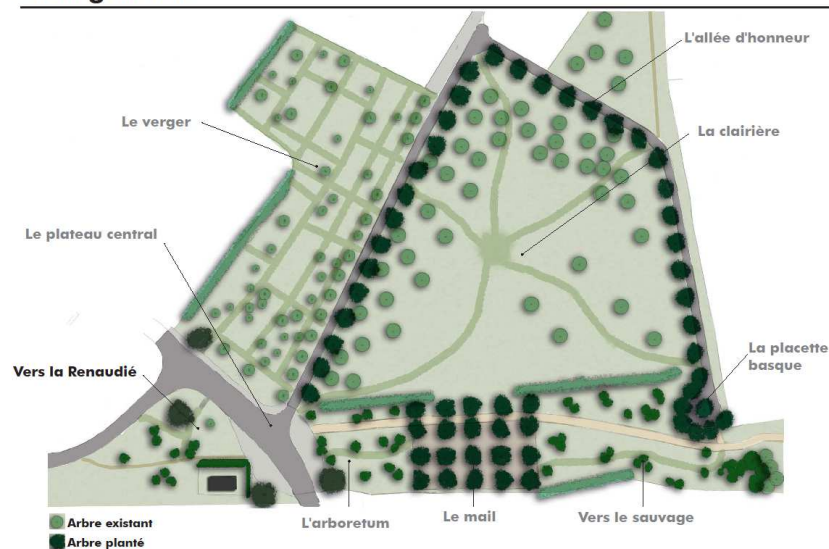 L'allée d'honneur
Le verger
La clairière
Le plateau central
Vers la Renaudié
La placette
basque
L'arboretum
Le mail
Vers le sauvage
Arbre existant
Arbre planté